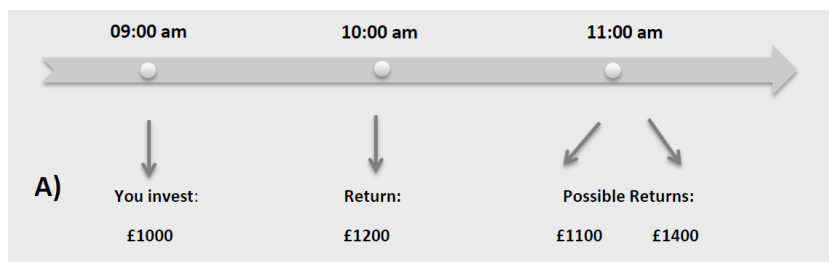 09:00 am 10:00 am 11:00 am
A) You invest: Return: Possible Returns:
£1000 £1200 £1100 £1400